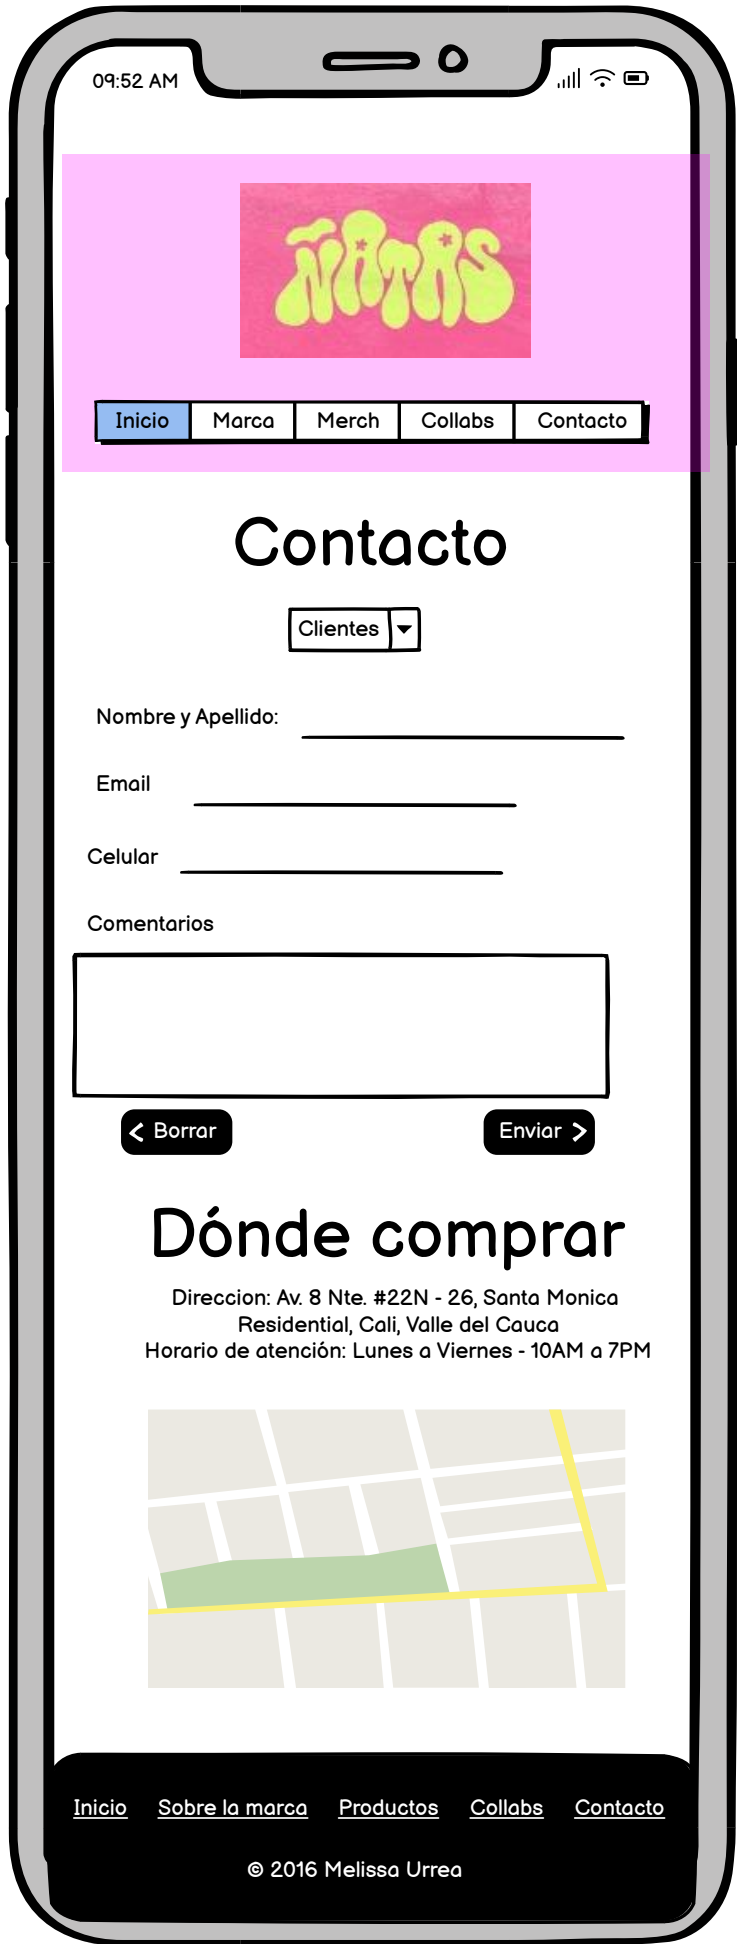 09:52 AM
ÑATAS
Inicio Marca Merch Collabs Contacto
Contacto
Clientes
Nombre y Apellido:
Email
Celular
Comentarios
Borrar Enviar
Dónde comprar
Direccion: Av. 8 Nte. #22N - 26, Santa Monica
Residential, Cali, Valle del Cauca
Horario de atención: Lunes a Viernes - 10AM a 7PM
Inicio Sobre la marca Productos Collabs Contacto
© 2016 Melissa Urrea